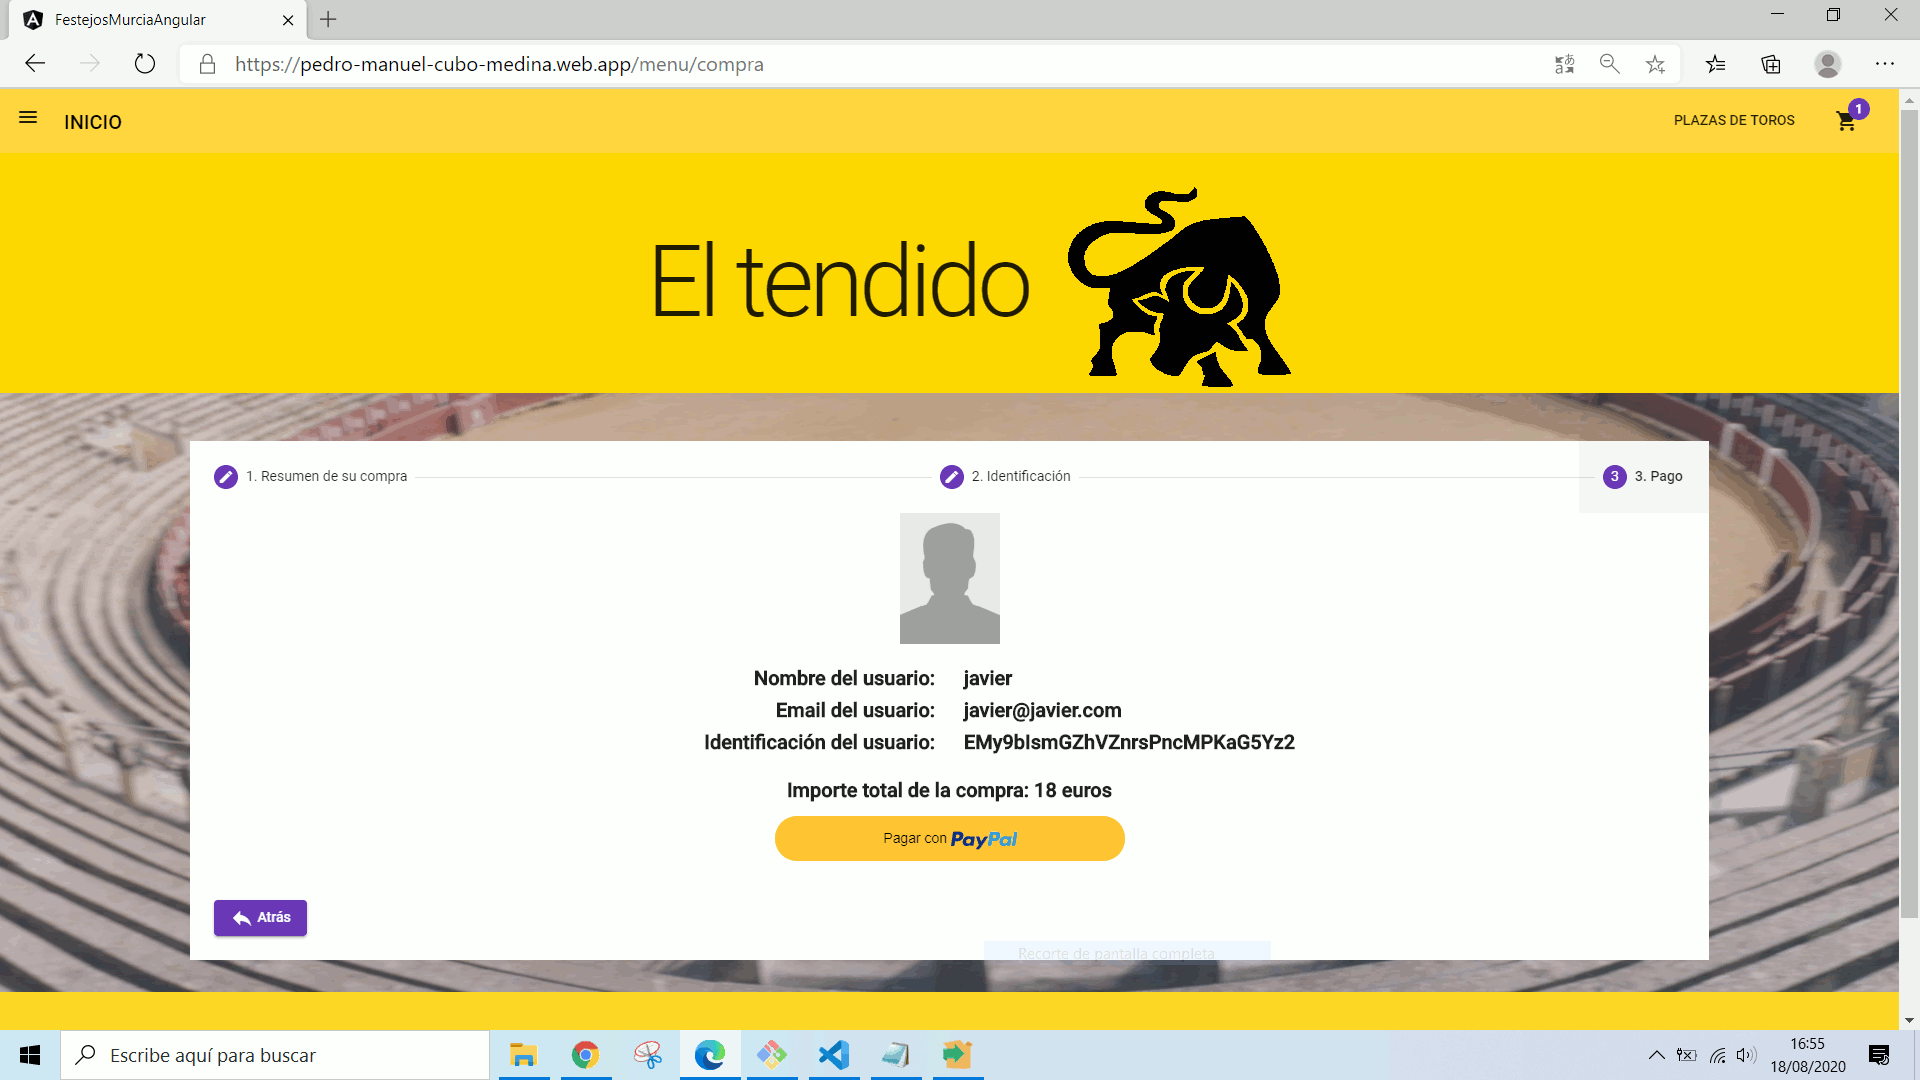 FestejosMurciaAngular
https://pedro-manuel-cubo-medina.web.app/menu/compra
INICIO
PLAZAS DE TOROS
1
El tendido
1. Resumen de su compra
2. Identificación
3
3. Pago
Nombre del usuario: javier
Email del usuario: javier@javier.com
Identificación del usuario: EMy9bIsmGZhVZnrsPncMPKaG5Yz2
Importe total de la compra: 18 euros
Pagar con PayPal
Atrás
Recorte de pantalla completa
Escribe aquí para buscar
16:55
18/08/2020